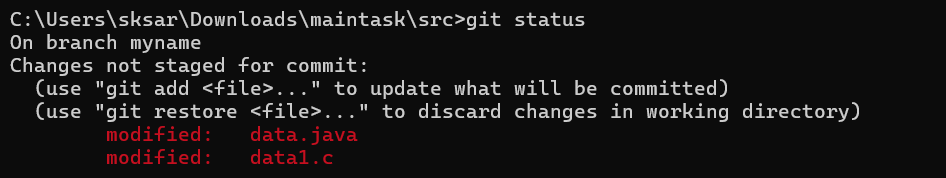 C:\Users\sksar\Downloads\maintask\src>git status
On branch myname
Changes not staged for commit:
  (use "git add <file>..." to update what will be committed)
  (use "git restore <file>..." to discard changes in working directory)
        modified:   data.java
        modified:   data1.c